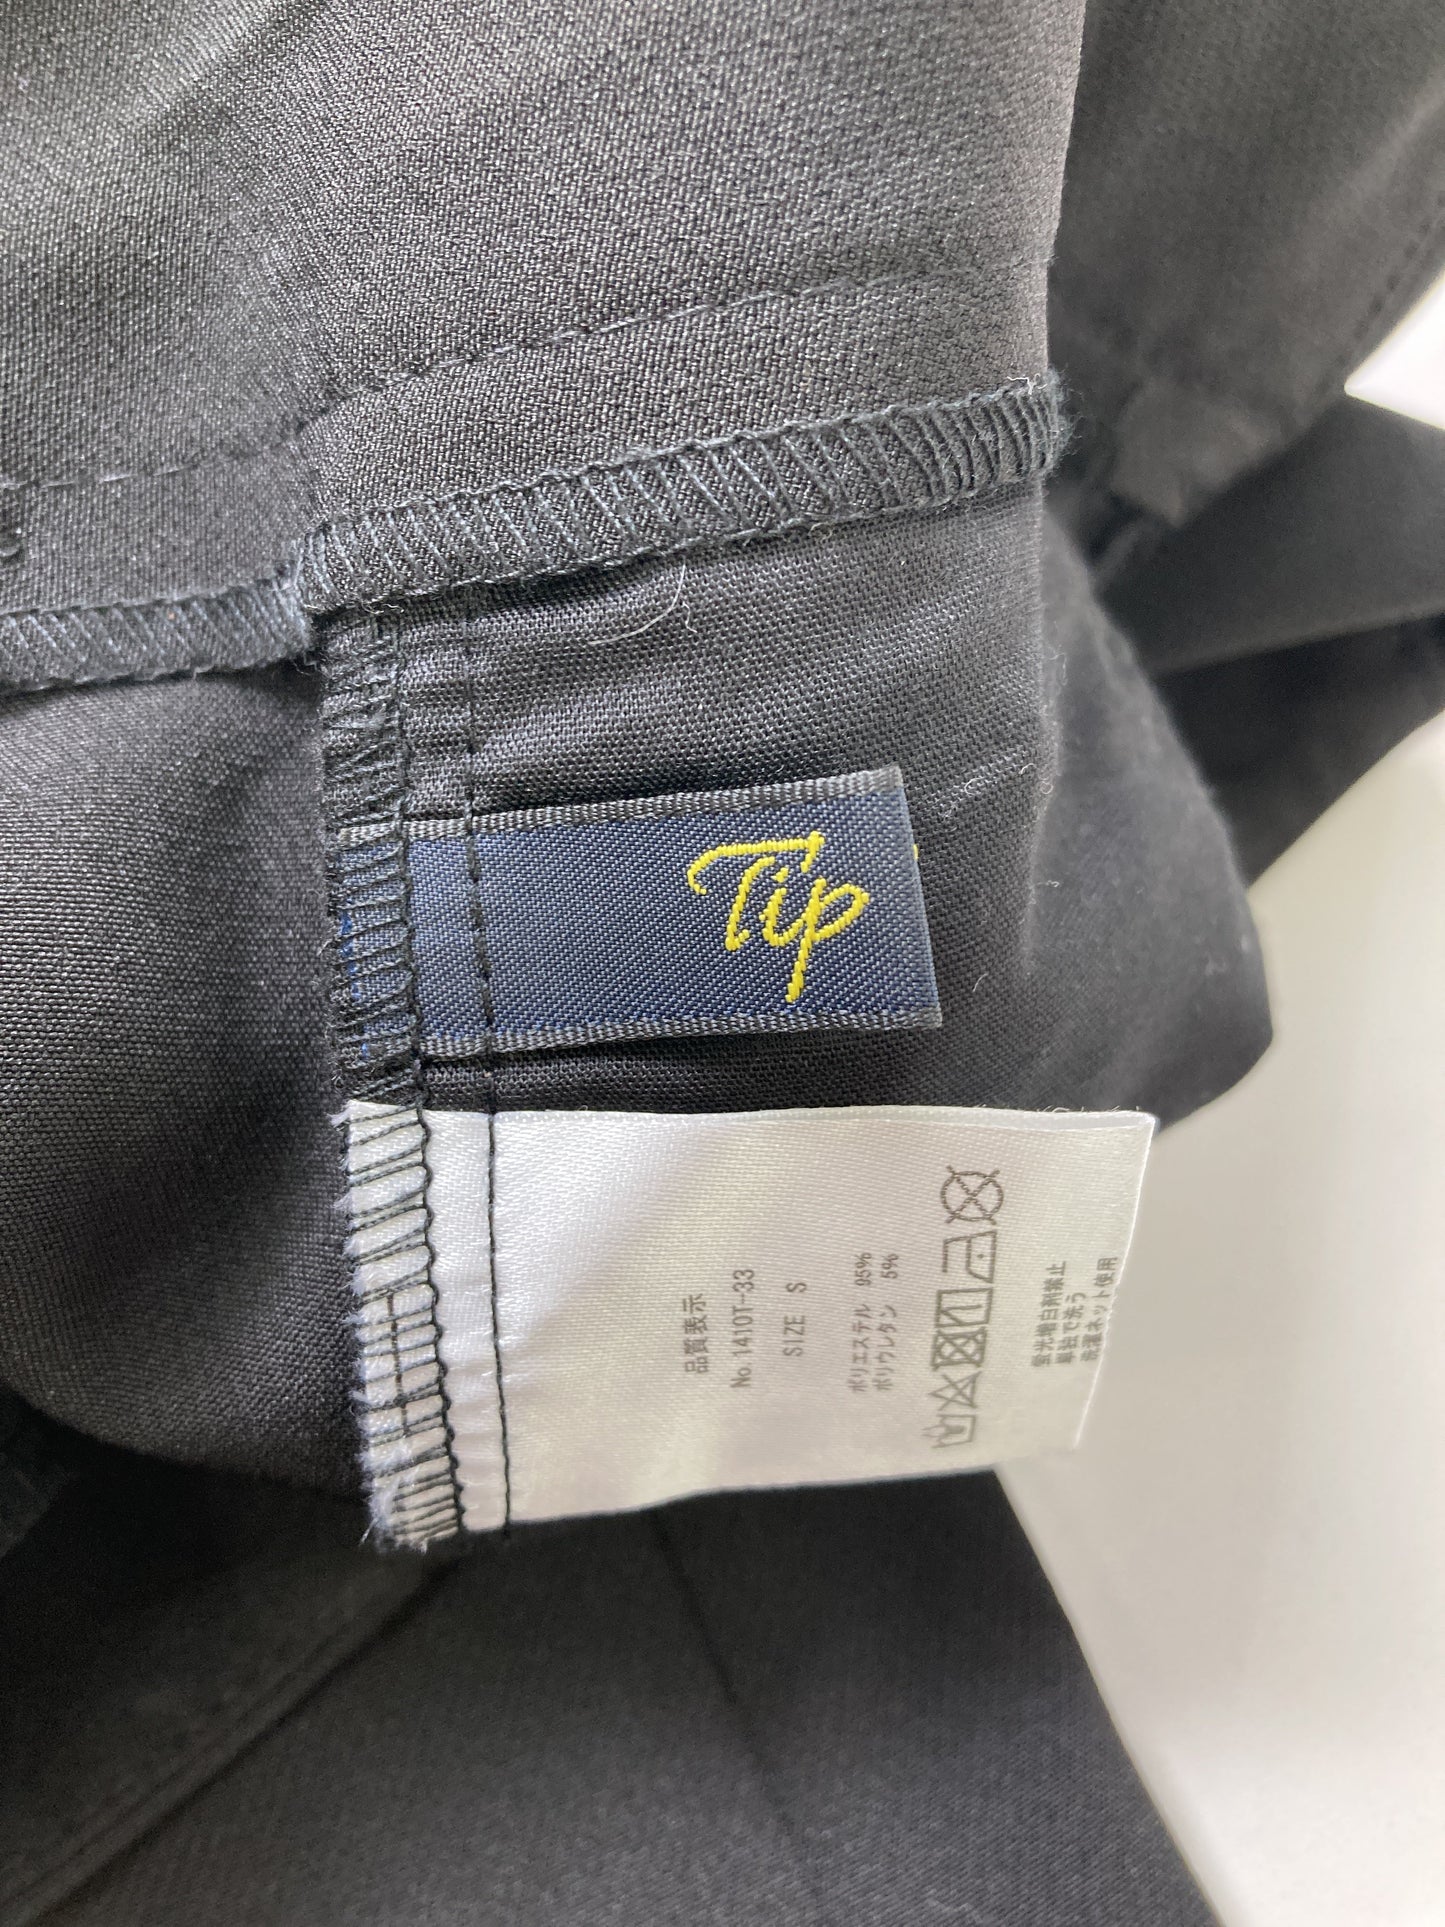 Tip
品質表示
No.1410T-33
SIZE S
ポリエステル 95%
ポリウレタン 5%
蛍光増白剤禁止
単独で洗う
洗濯ネット使用